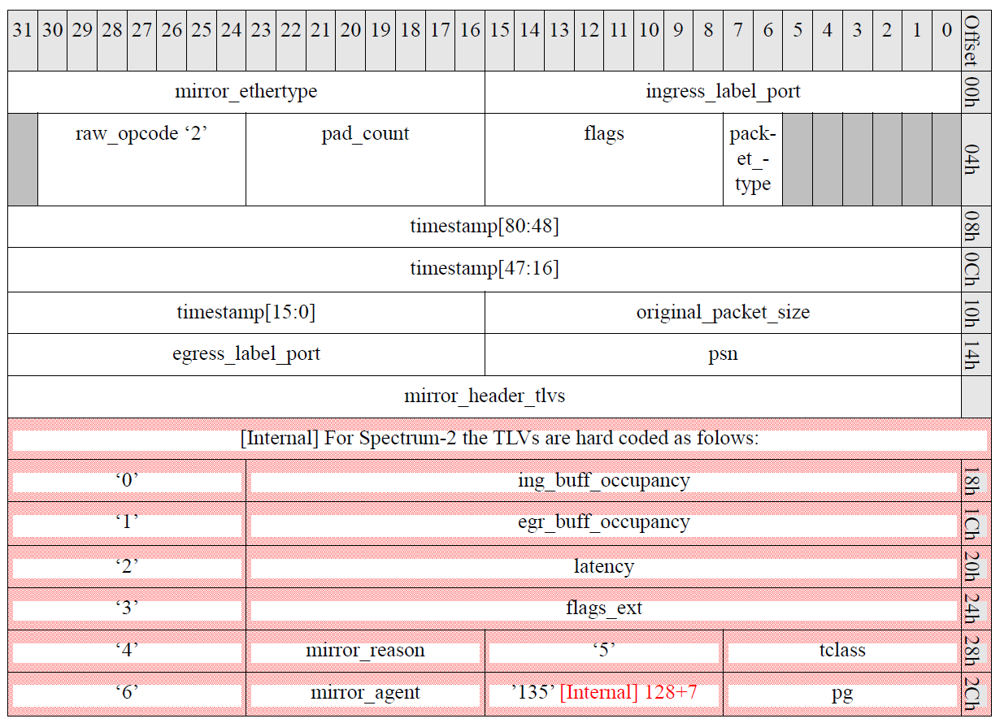 31 30 29 28 27 26 25 24 23 22 21 20 19 18 17 16 15 14 13 12 11 10 9 8 7 6 5 4 3 2 1 0 Offset
mirror_ethertype ingress_label_port 00h
raw_opcode ‘2’ pad_count flags pack-
et_-
type
04h
timestamp[80:48] 08h
timestamp[47:16] 0Ch
timestamp[15:0] original_packet_size 10h
egress_label_port psn 14h
mirror_header_tlvs
[Internal] For Spectrum-2 the TLVs are hard coded as folows:
‘0’ ing_buff_occupancy 18h
‘1’ egr_buff_occupancy 1Ch
‘2’ latency 20h
‘3’ flags_ext 24h
‘4’ mirror_reason ‘5’ tclass 28h
‘6’ mirror_agent ’135’ [Internal] 128+7 pg 2Ch